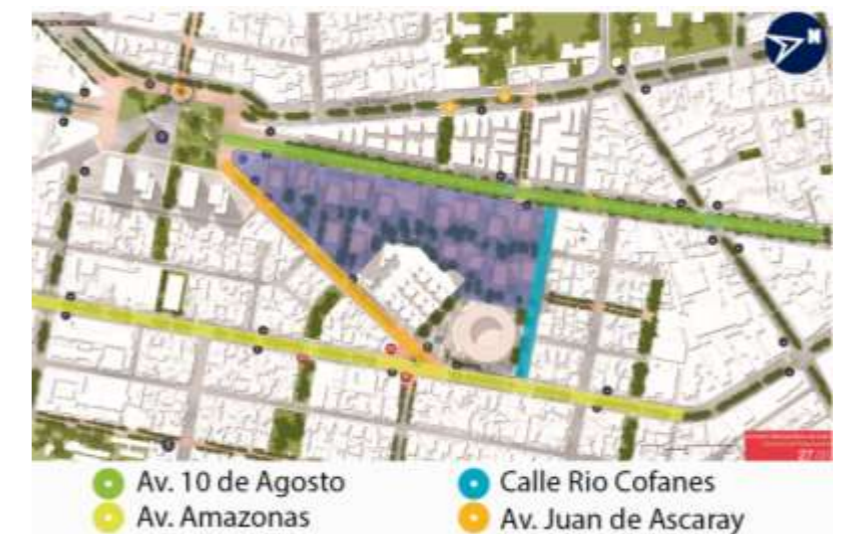 N
Av. 10 de Agosto
Calle Rio Cofanes
Av. Amazonas
Av. Juan de Ascaray